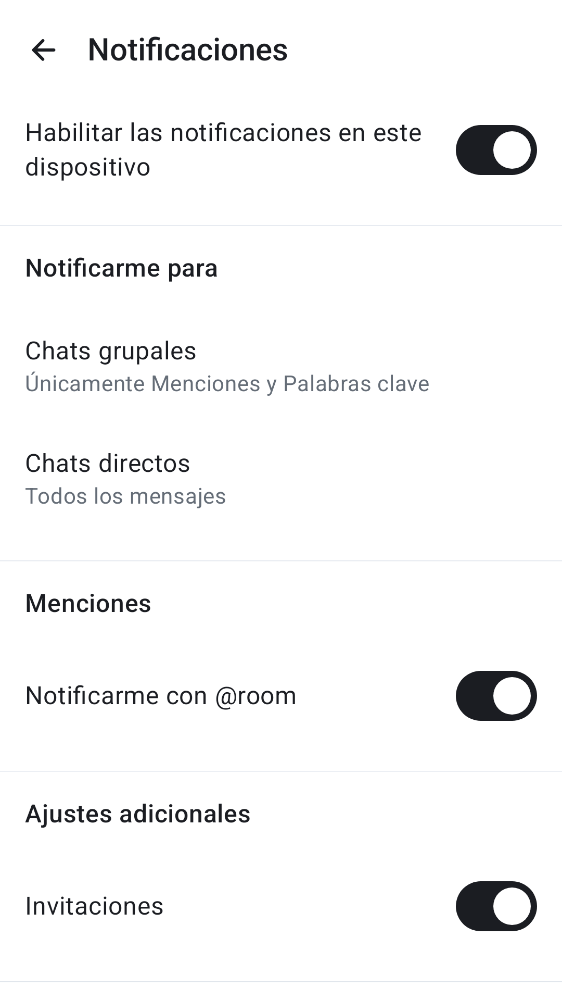 Notificaciones
Habilitar las notificaciones en este
dispositivo
Notificarme para
Chats grupales
Únicamente Menciones y Palabras clave
Chats directos
Todos los mensajes
Menciones
Notificarme con @room
Ajustes adicionales
Invitaciones